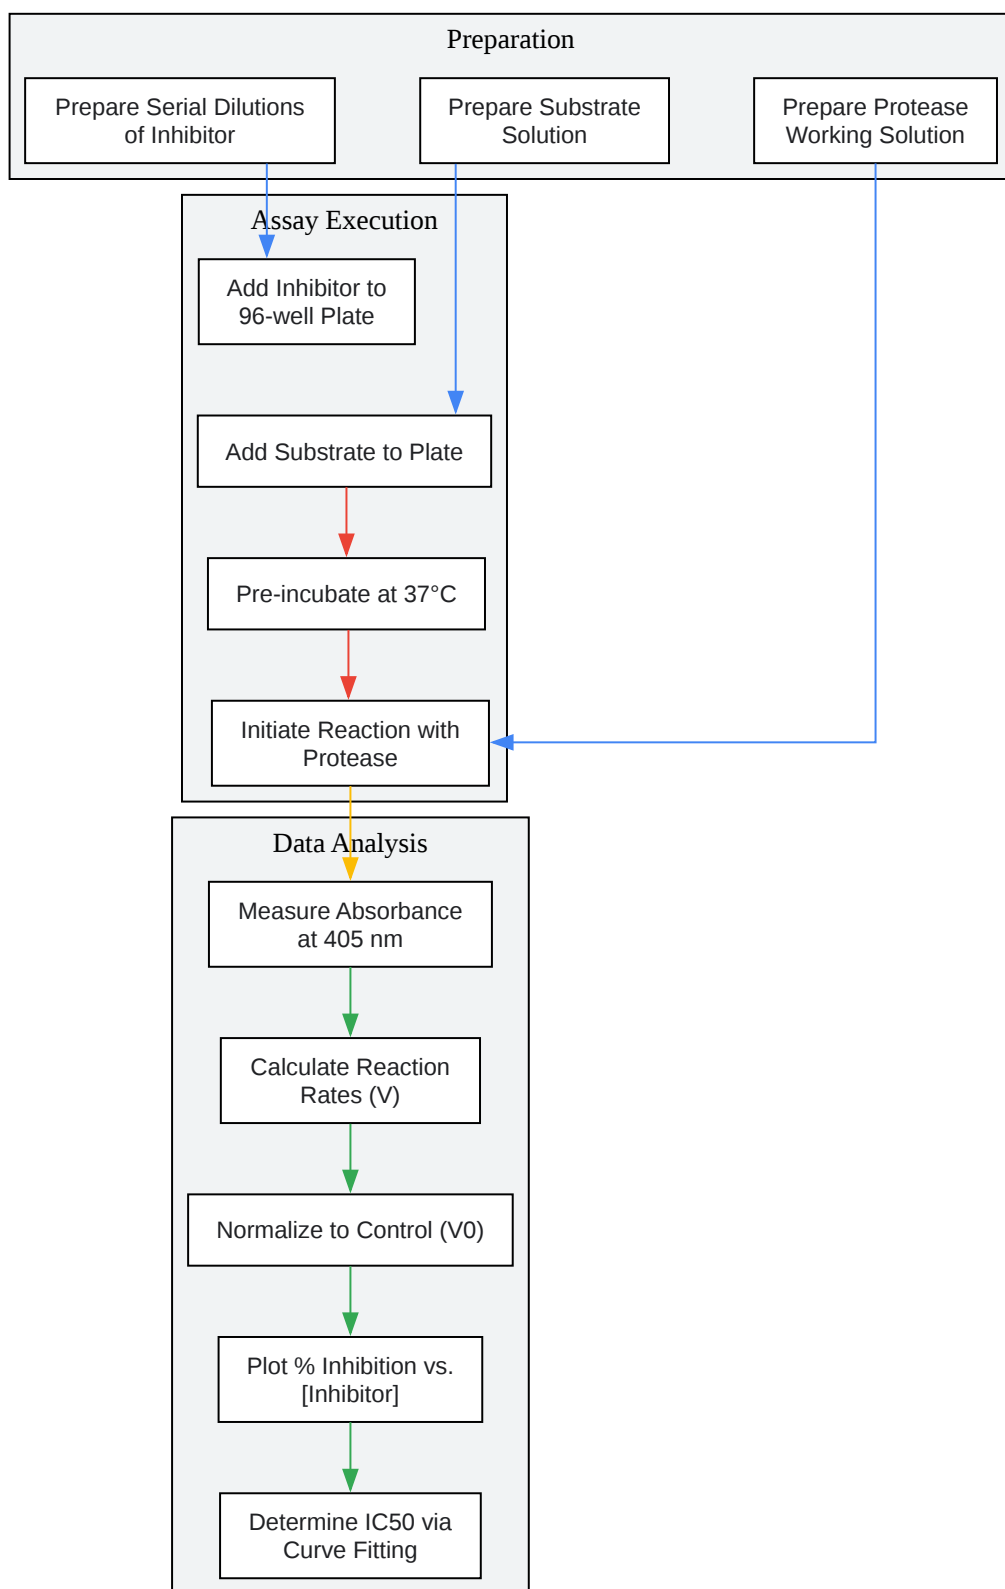 Preparation
Prepare Serial Dilutions
of Inhibitor
Prepare Substrate
Solution
Prepare Protease
Working Solution
Assay Execution
Add Inhibitor to
96-well Plate
Add Substrate to Plate
Pre-incubate at 37°C
Initiate Reaction with
Protease
Data Analysis
Measure Absorbance
at 405 nm
Calculate Reaction
Rates (V)
Normalize to Control (V0)
Plot % Inhibition vs.
[Inhibitor]
Determine IC50 via
Curve Fitting